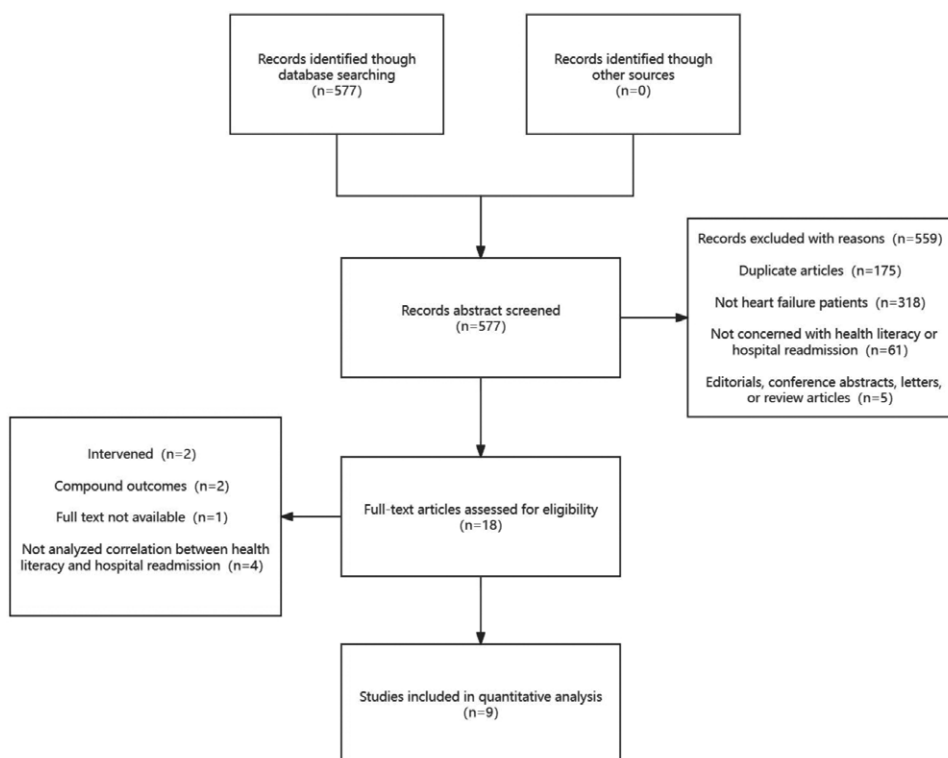 Records identified though
database searching
(n=577)
Records identified though
other sources
(n=0)
Records abstract screened
(n=577)
Records excluded with reasons (n=559)
Duplicate articles (n=175)
Not heart failure patients (n=318)
Not concerned with health literacy or
hospital readmission (n=61)
Editorials, conference abstracts, letters,
or review articles (n=5)
Intervened (n=2)
Compound outcomes (n=2)
Full text not available (n=1)
Not analyzed correlation between health
literacy and hospital readmission (n=4)
Full-text articles assessed for eligibility
(n=18)
Studies included in quantitative analysis
(n=9)